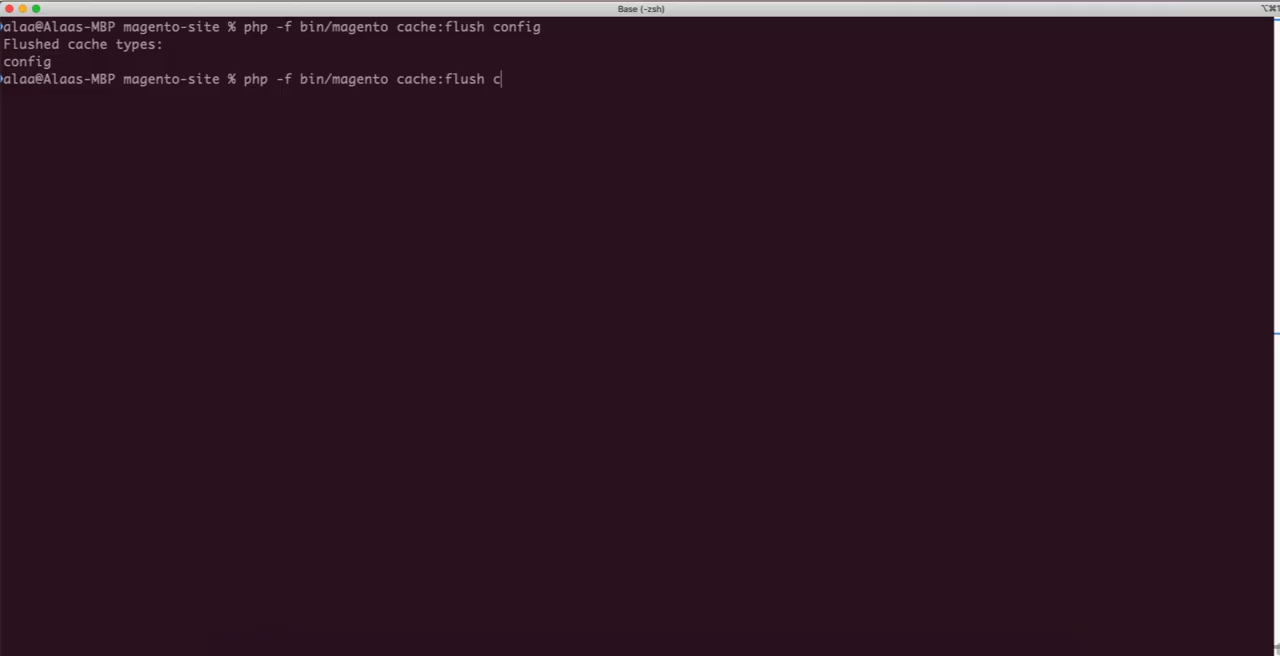 Base (-zsh)
alaa@Alaas-MBP magento-site % php -f bin/magento cache:flush config
Flushed cache types:
config
alaa@Alaas-MBP magento-site % php -f bin/magento cache:flush c